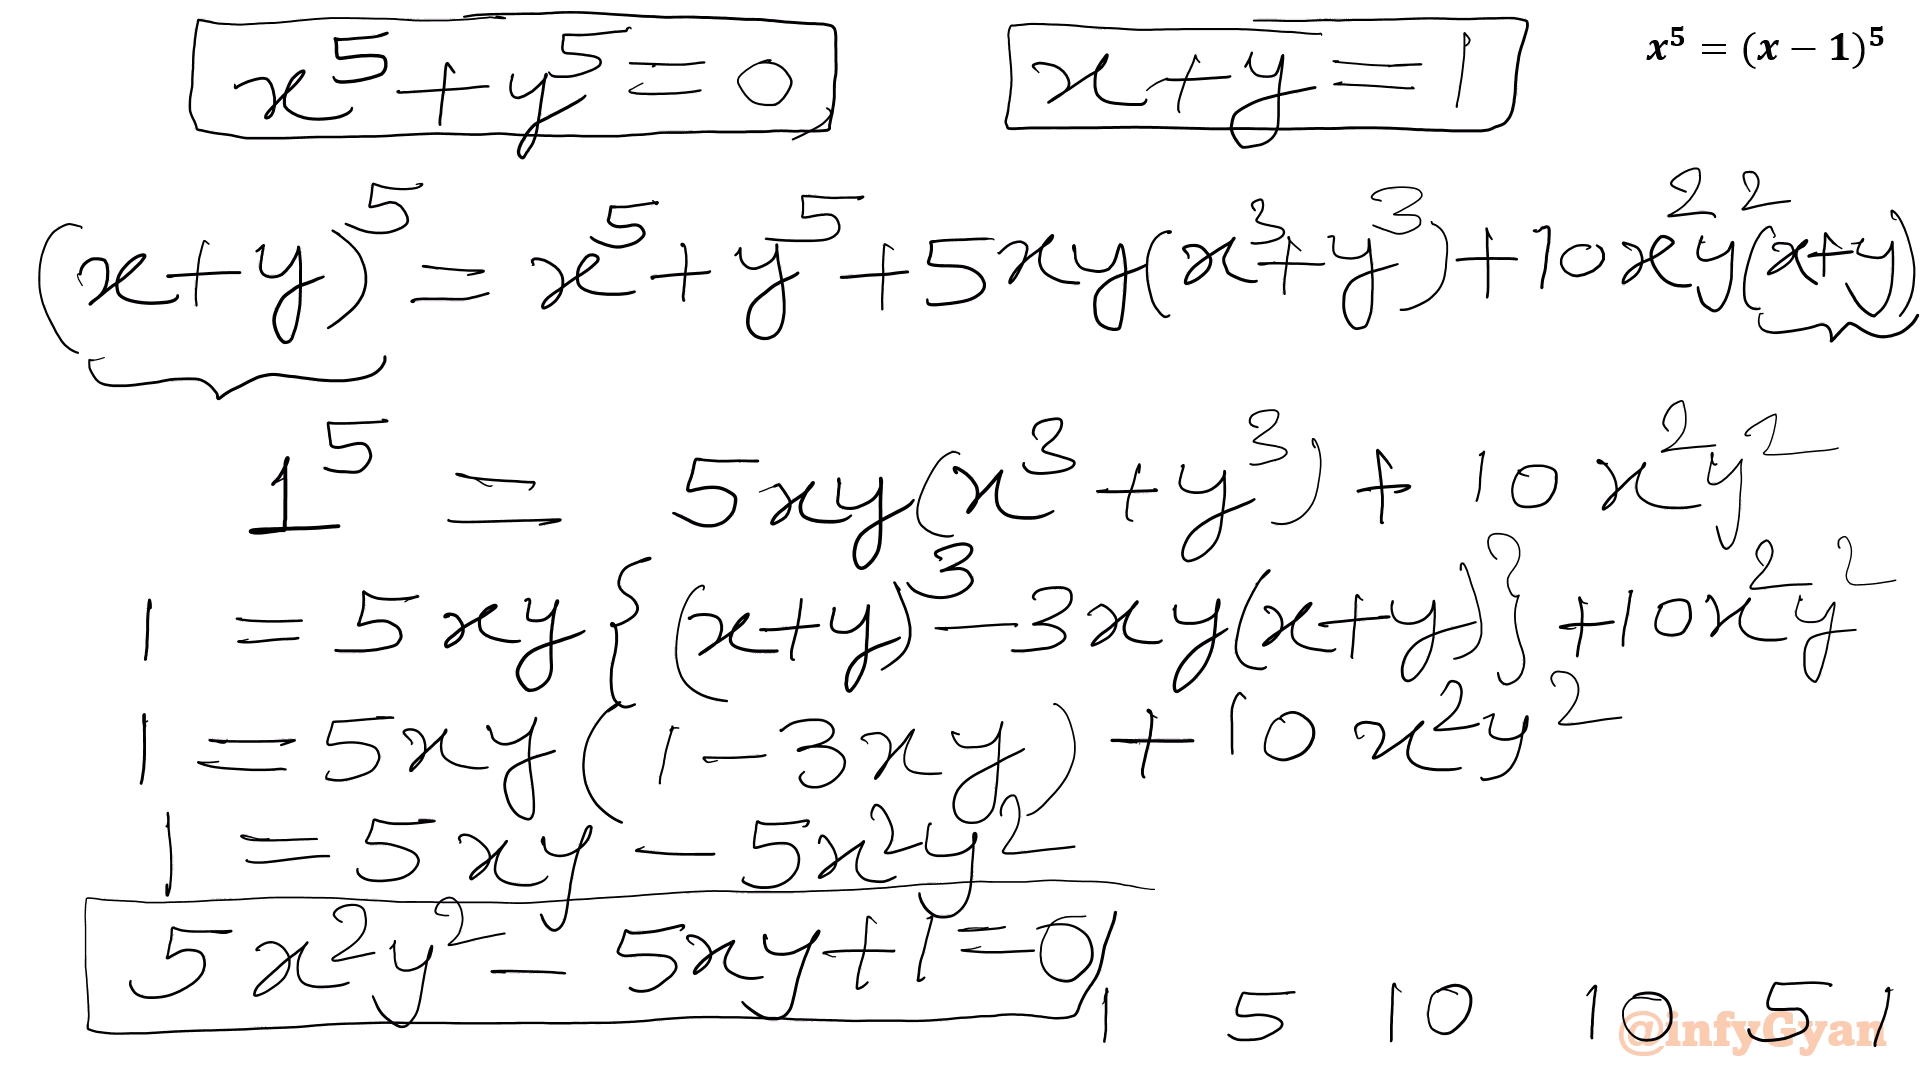 x⁵ + y⁵ = 0 x + y = 1 x⁵ = (x − 1)⁵
(x+y)⁵ = x⁵ + y⁵ + 5xy(x³+y³) + 10x²y²(x+y)
1⁵ = 5xy(x³ + y³) + 10x²y²
1 = 5xy{(x+y)³ − 3xy(x+y)} + 10x²y²
1 = 5xy(1 − 3xy) + 10x²y²
1 = 5xy − 5x²y²
5x²y² − 5xy + 1 = 0
1 5 10 10 5 1
@infyGyan